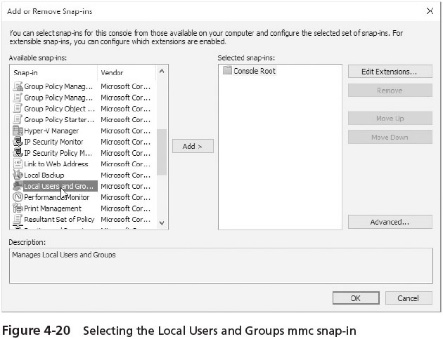 Add or Remove Snap-ins
You can select snap-ins for this console from those available on your computer and configure the selected set of snap-ins. For
extensible snap-ins, you can configure which extensions are enabled.
Available snap-ins:
Snap-in Vendor
Group Policy Manag... Microsoft Cor...
Group Policy Manag... Microsoft Cor...
Group Policy Object ... Microsoft Cor...
Group Policy Starter... Microsoft Cor...
Hyper-V Manager Microsoft Cor...
IP Security Monitor Microsoft Cor...
IP Security Policy M... Microsoft Cor...
Link to Web Address Microsoft Cor...
Local Backup Microsoft Cor...
Local Users and Gro... Microsoft Cor...
Performance Monitor Microsoft Cor...
Print Management Microsoft Cor...
Resultant Set of Policy Microsoft Cor...
Add >
Selected snap-ins:
Console Root
Edit Extensions...
Remove
Move Up
Move Down
Advanced...
Description:
Manages Local Users and Groups
OK
Cancel
Figure 4-20 Selecting the Local Users and Groups mmc snap-in